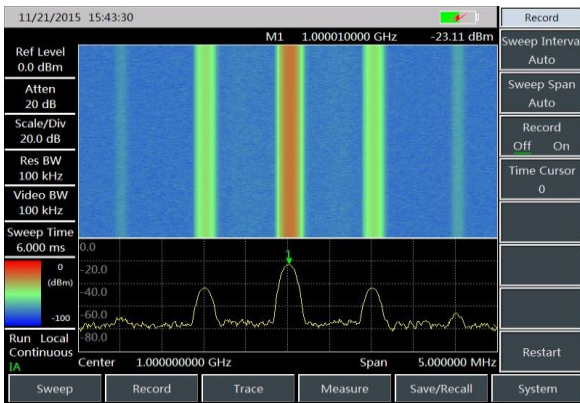 11/21/2015 15:43:30
Record
M1 1.000010000 GHz -23.11 dBm
Ref Level
0.0 dBm
Atten
20 dB
Scale/Div
20.0 dB
Res BW
100 kHz
Video BW
100 kHz
Sweep Time
6.000 ms
0
(dBm)
-100
Run Local
Continuous
IA
0.0
-20.0
-40.0
-60.0
-80.0
1
Center 1.000000000 GHz Span 5.000000 MHz
Sweep Interva
Auto
Sweep Span
Auto
Record
Off On
Time Cursor
0
Restart
Sweep Record Trace Measure Save/Recall System